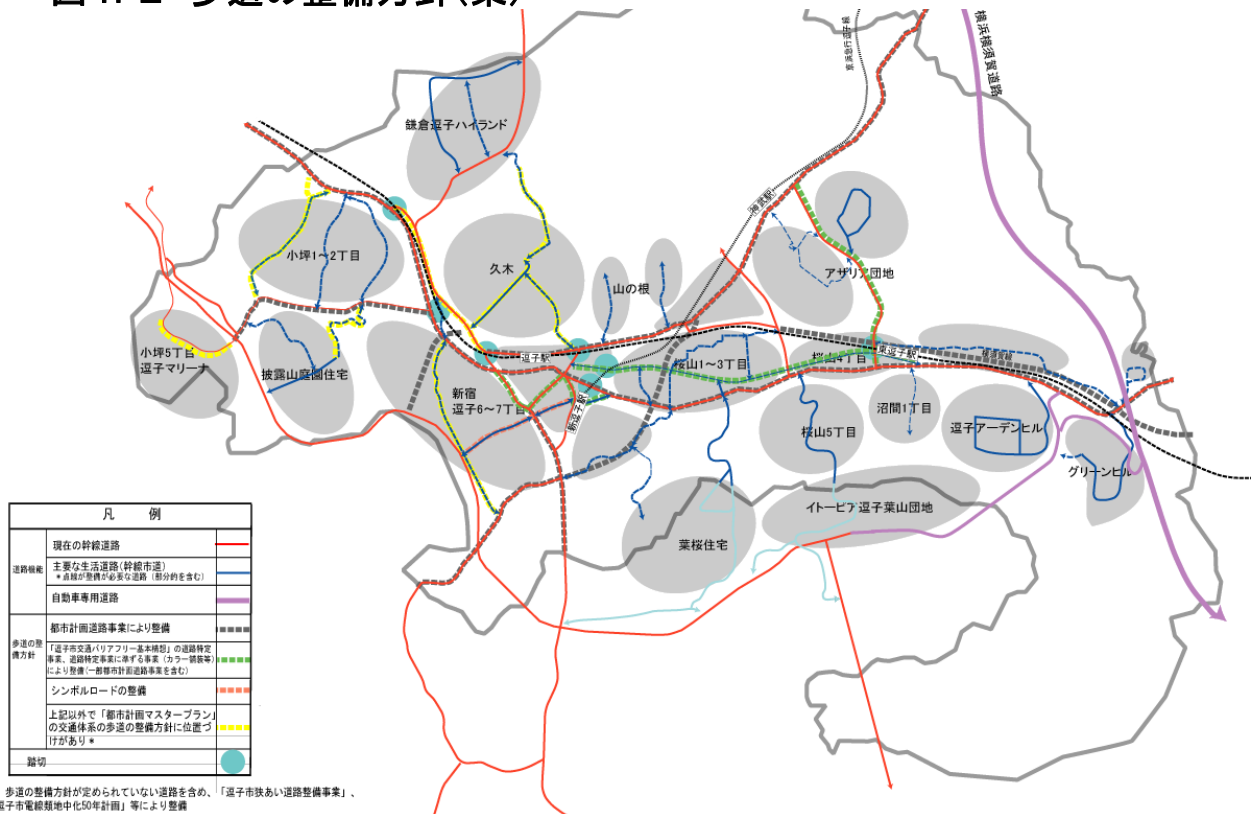 横浜横須賀道路
鎌倉逗子ハイランド
神武駅
小坪1～2丁目
久木
山の根
アザリア団地
小坪5丁目
逗子マリーナ
披露山庭園住宅
逗子駅
新逗子駅
新宿
逗子6～7丁目
桜山1～3丁目
東逗子駅
横須賀線
桜山5丁目
沼間1丁目
逗子アーデンヒル
グリーンヒル
イトーピア逗子葉山団地
葉桜住宅
凡 例
道路機能
現在の幹線道路
主要な生活道路（幹線市道）
＊点線が整備が必要な道路（部分的を含む）
自動車専用道路
歩道の整
備方針
都市計画道路事業により整備
「逗子市交通バリアフリー基本構想」の道路特定
事業、道路特定事業に準ずる事業（カラー舗装等）
により整備（一部都市計画道路事業を含む）
シンボルロードの整備
上記以外で「都市計画マスタープラン」
の交通体系の歩道の整備方針に位置づ
けがあり＊
踏切
歩道の整備方針が定められていない道路を含め、「逗子市狭あい道路整備事業」、
逗子市電線類地中化50年計画」等により整備